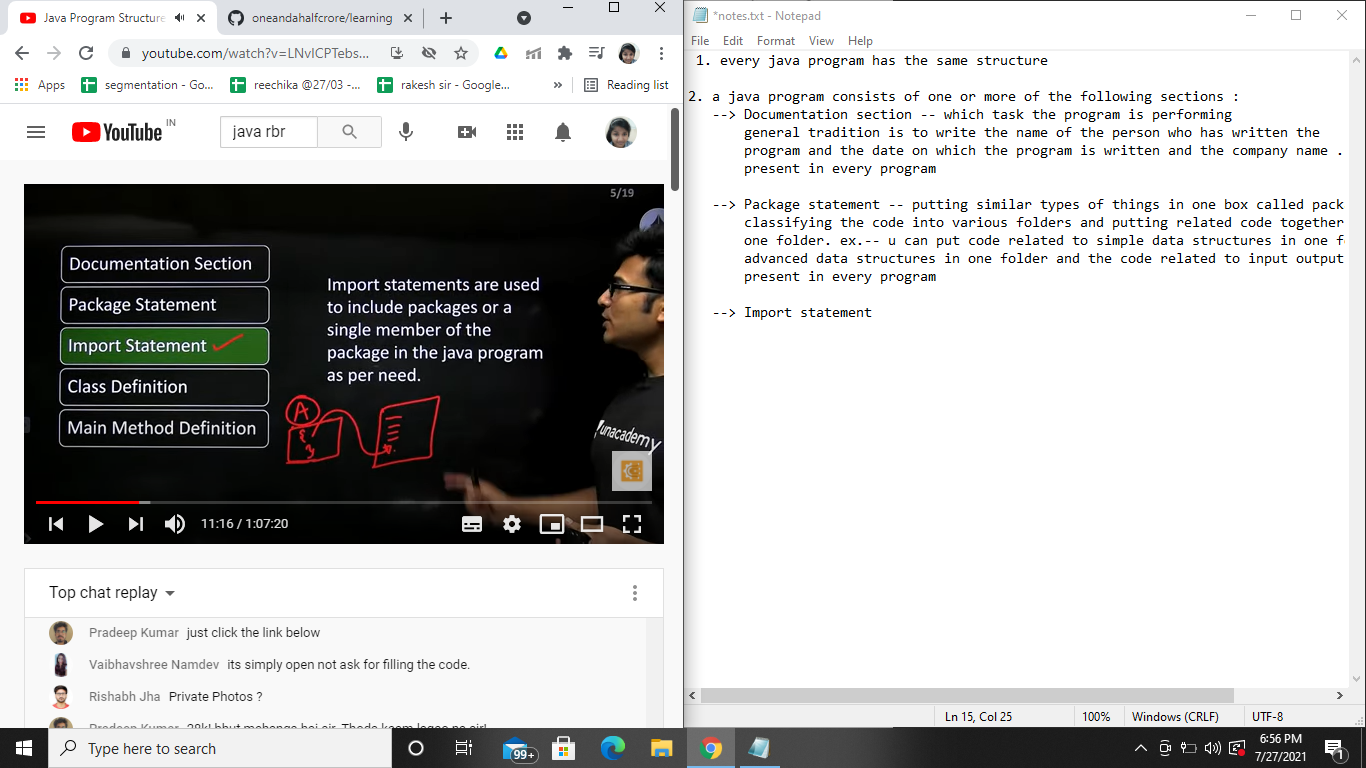 Java Program Structure
oneandahalfcrore/learning
youtube.com/watch?v=LNvlCPTebs...
Apps
segmentation - Go...
reechika @27/03 -...
rakesh sir - Google...
»
Reading list
YouTube IN
java rbr
5/19
Documentation Section
Package Statement
Import Statement
Class Definition
Main Method Definition
Import statements are used
to include packages or a
single member of the
package in the java program
as per need.
A
unacademy
11:16 / 1:07:20
Top chat replay
Pradeep Kumar just click the link below
Vaibhavshree Namdev its simply open not ask for filling the code.
Rishabh Jha Private Photos ?
*notes.txt - Notepad
File Edit Format View Help
1. every java program has the same structure
2. a java program consists of one or more of the following sections :
--> Documentation section -- which task the program is performing
general tradition is to write the name of the person who has written the
program and the date on which the program is written and the company name .
present in every program
--> Package statement -- putting similar types of things in one box called pack
classifying the code into various folders and putting related code together
one folder. ex.-- u can put code related to simple data structures in one f
advanced data structures in one folder and the code related to input output
present in every program
--> Import statement
Ln 15, Col 25
100%
Windows (CRLF)
UTF-8
Type here to search
99+
6:56 PM
7/27/2021
1